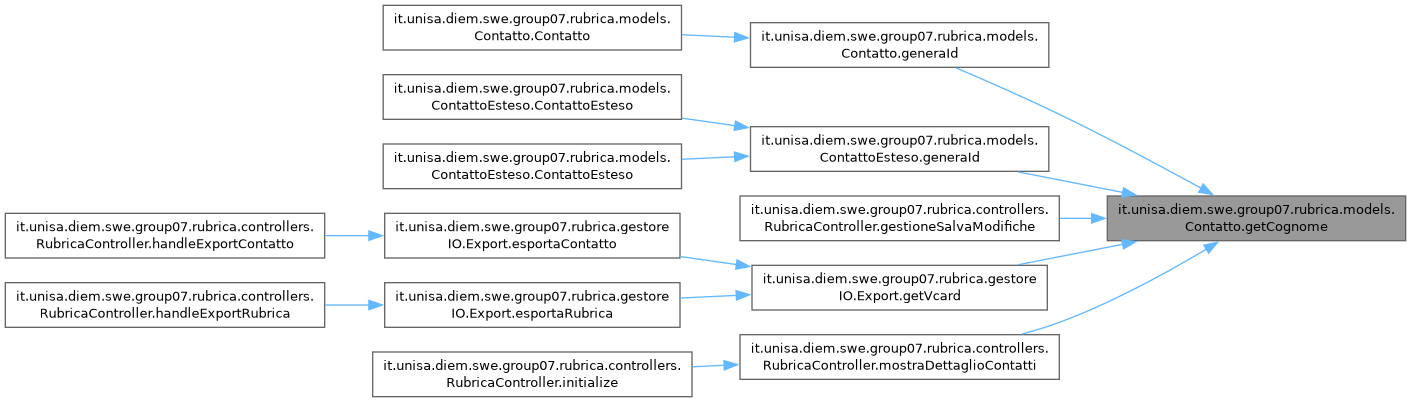 it.unisa.diem.swe.group07.rubrica.models.
Contatto.Contatto
it.unisa.diem.swe.group07.rubrica.models.
Contatto.generaId
it.unisa.diem.swe.group07.rubrica.models.
ContattoEsteso.ContattoEsteso
it.unisa.diem.swe.group07.rubrica.models.
ContattoEsteso.generaId
it.unisa.diem.swe.group07.rubrica.models.
ContattoEsteso.ContattoEsteso
it.unisa.diem.swe.group07.rubrica.controllers.
RubricaController.gestioneSalvaModifiche
it.unisa.diem.swe.group07.rubrica.models.
Contatto.getCognome
it.unisa.diem.swe.group07.rubrica.controllers.
RubricaController.handleExportContatto
it.unisa.diem.swe.group07.rubrica.gestore
IO.Export.esportaContatto
it.unisa.diem.swe.group07.rubrica.gestore
IO.Export.getVcard
it.unisa.diem.swe.group07.rubrica.controllers.
RubricaController.handleExportRubrica
it.unisa.diem.swe.group07.rubrica.gestore
IO.Export.esportaRubrica
it.unisa.diem.swe.group07.rubrica.controllers.
RubricaController.mostraDettaglioContatti
it.unisa.diem.swe.group07.rubrica.controllers.
RubricaController.initialize